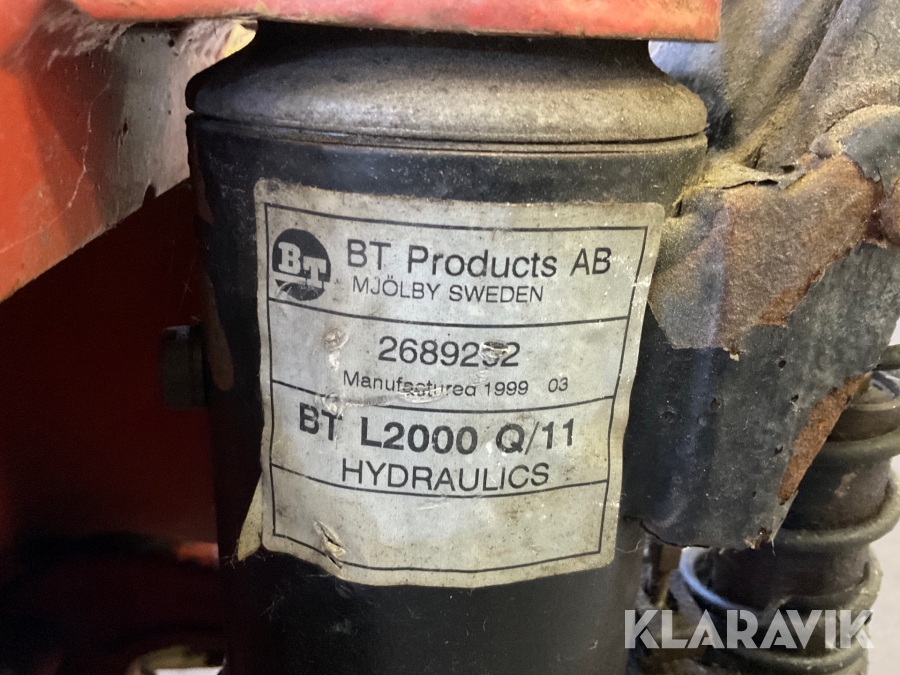 BT
BT Products AB
MJÖLBY SWEDEN
Manufactured 1999 03
BT L2000 Q/11
HYDRAULICS
KLARAVIK